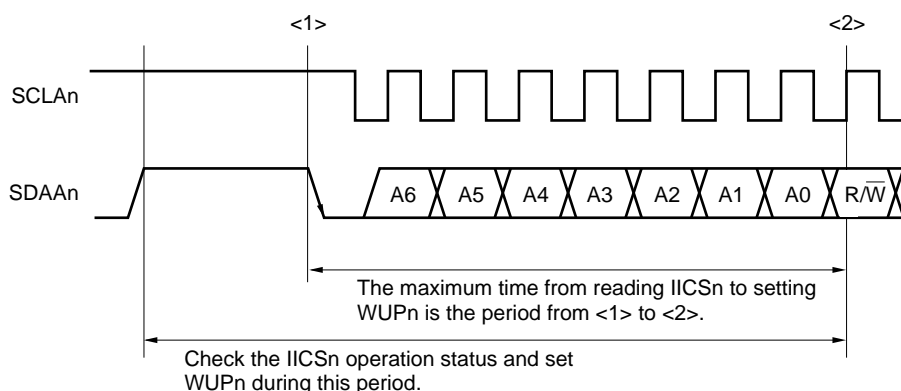 <1> <2>
SCLAn
SDAAn A6 A5 A4 A3 A2 A1 A0 R/W̅
The maximum time from reading IICSn to setting
WUPn is the period from <1> to <2>.
Check the IICSn operation status and set
WUPn during this period.